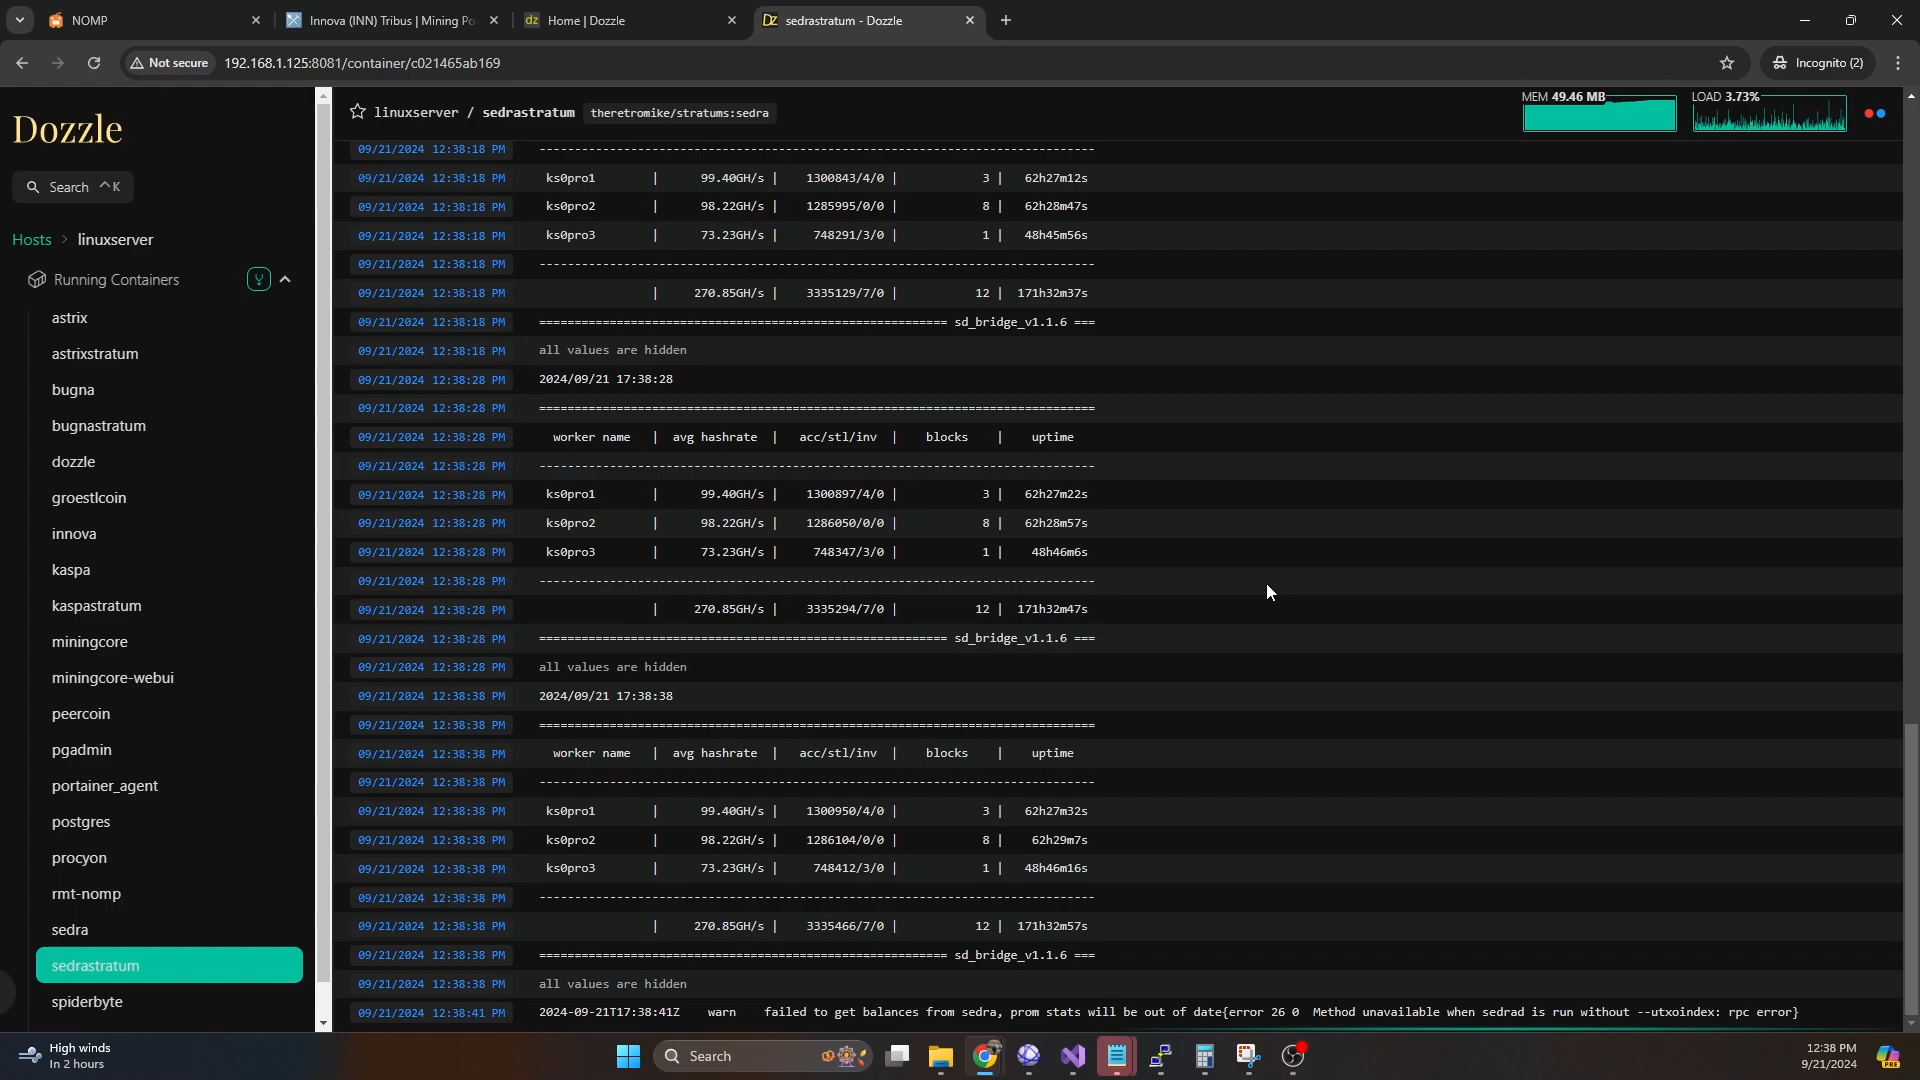 NOMP
Innova (INN) Tribus | Mining Po
Home | Dozzle
sedrastratum - Dozzle
Not secure
192.168.1.125:8081/container/c021465ab169
Incognito (2)
Dozzle
Search ^K
Hosts > linuxserver
Running Containers
astrix
astrixstratum
bugna
bugnastratum
dozzle
groestlcoin
innova
kaspa
kaspastratum
miningcore
miningcore-webui
peercoin
pgadmin
portainer_agent
postgres
procyon
rmt-nomp
sedra
sedrastratum
spiderbyte
linuxserver / sedrastratum theretromike/stratums:sedra
MEM 49.46 MB
LOAD 3.73%
09/21/2024 12:38:18 PM -------------------------------------------------------------------------------
09/21/2024 12:38:18 PM ks0pro1 | 99.40GH/s | 1300843/4/0 | 3 | 62h27m12s
09/21/2024 12:38:18 PM ks0pro2 | 98.22GH/s | 1285995/0/0 | 8 | 62h28m47s
09/21/2024 12:38:18 PM ks0pro3 | 73.23GH/s | 748291/3/0 | 1 | 48h45m56s
09/21/2024 12:38:18 PM -------------------------------------------------------------------------------
09/21/2024 12:38:18 PM | 270.85GH/s | 3335129/7/0 | 12 | 171h32m37s
09/21/2024 12:38:18 PM ========================================================== sd_bridge_v1.1.6 ===
09/21/2024 12:38:18 PM all values are hidden
09/21/2024 12:38:28 PM 2024/09/21 17:38:28
09/21/2024 12:38:28 PM ===============================================================================
09/21/2024 12:38:28 PM worker name | avg hashrate | acc/stl/inv | blocks | uptime
09/21/2024 12:38:28 PM -------------------------------------------------------------------------------
09/21/2024 12:38:28 PM ks0pro1 | 99.40GH/s | 1300897/4/0 | 3 | 62h27m22s
09/21/2024 12:38:28 PM ks0pro2 | 98.22GH/s | 1286050/0/0 | 8 | 62h28m57s
09/21/2024 12:38:28 PM ks0pro3 | 73.23GH/s | 748347/3/0 | 1 | 48h46m6s
09/21/2024 12:38:28 PM -------------------------------------------------------------------------------
09/21/2024 12:38:28 PM | 270.85GH/s | 3335294/7/0 | 12 | 171h32m47s
09/21/2024 12:38:28 PM ========================================================== sd_bridge_v1.1.6 ===
09/21/2024 12:38:28 PM all values are hidden
09/21/2024 12:38:38 PM 2024/09/21 17:38:38
09/21/2024 12:38:38 PM ===============================================================================
09/21/2024 12:38:38 PM worker name | avg hashrate | acc/stl/inv | blocks | uptime
09/21/2024 12:38:38 PM -------------------------------------------------------------------------------
09/21/2024 12:38:38 PM ks0pro1 | 99.40GH/s | 1300950/4/0 | 3 | 62h27m32s
09/21/2024 12:38:38 PM ks0pro2 | 98.22GH/s | 1286104/0/0 | 8 | 62h29m7s
09/21/2024 12:38:38 PM ks0pro3 | 73.23GH/s | 748412/3/0 | 1 | 48h46m16s
09/21/2024 12:38:38 PM -------------------------------------------------------------------------------
09/21/2024 12:38:38 PM | 270.85GH/s | 3335466/7/0 | 12 | 171h32m57s
09/21/2024 12:38:38 PM ========================================================== sd_bridge_v1.1.6 ===
09/21/2024 12:38:38 PM all values are hidden
09/21/2024 12:38:41 PM 2024-09-21T17:38:41Z warn failed to get balances from sedra, prom stats will be out of date{error 26 0 Method unavailable when sedrad is run without --utxoindex: rpc error}
High winds
In 2 hours
Search
12:38 PM
9/21/2024
PRE